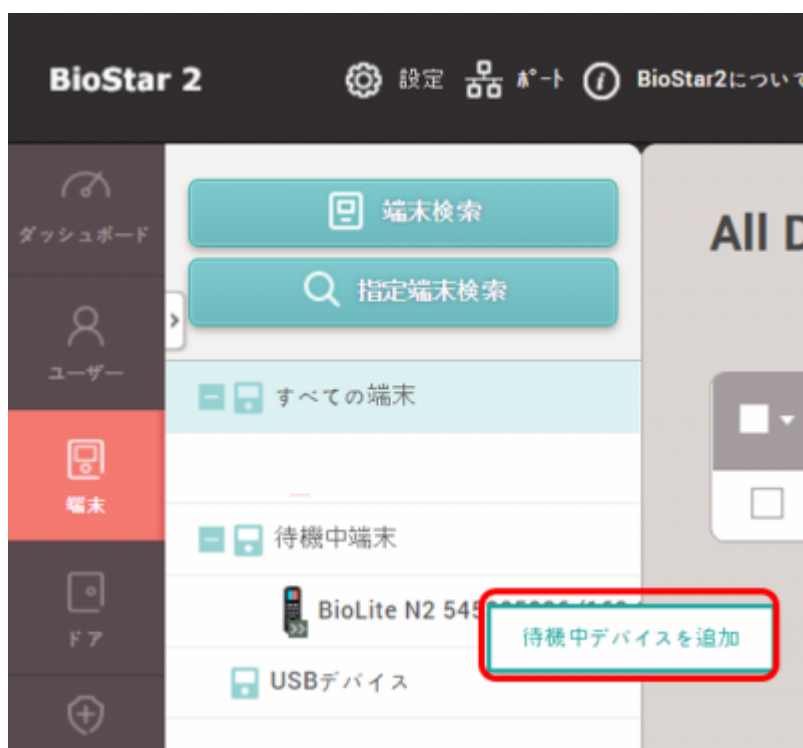 BioStar 2
設定
ポート
BioStar2について
ダッシュボード
ユーザー
端末
ドア
端末検索
指定端末検索
すべての端末
待機中端末
BioLite N2
待機中デバイスを追加
USBデバイス
All